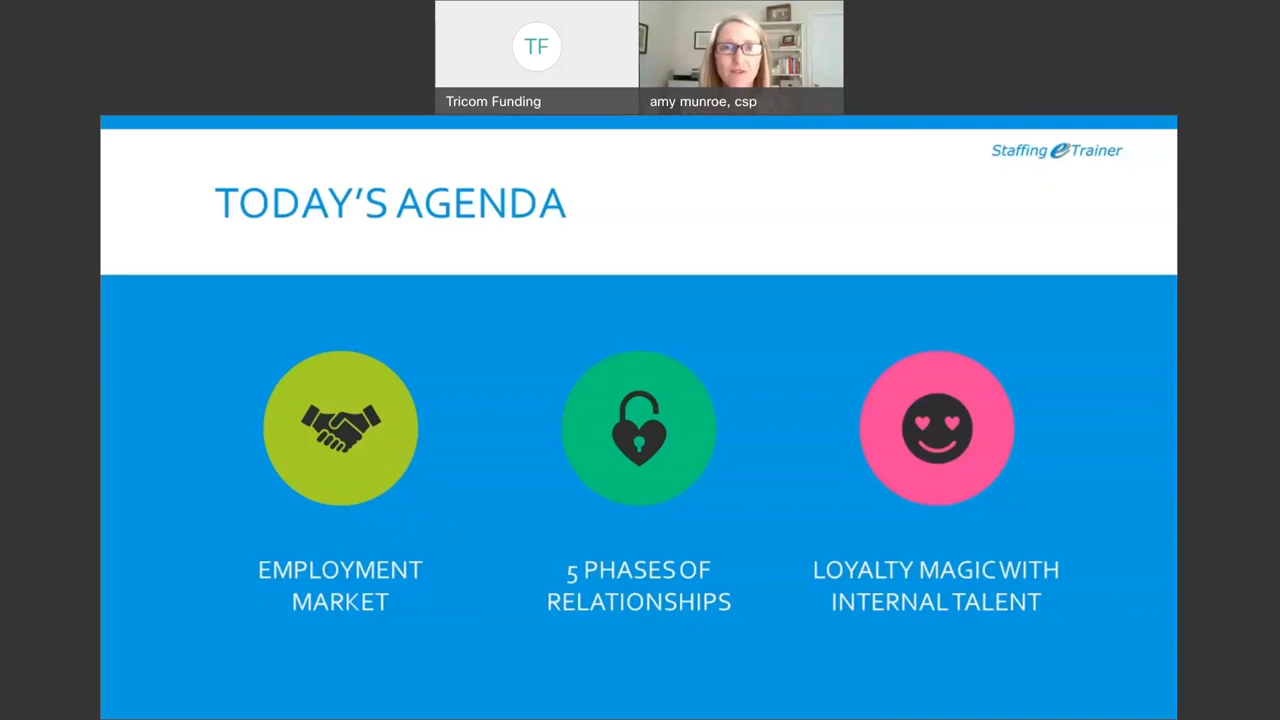 TF
Tricom Funding
amy munroe, csp
Staffing eTrainer
TODAY'S AGENDA
EMPLOYMENT
MARKET
5 PHASES OF
RELATIONSHIPS
LOYALTY MAGIC WITH
INTERNAL TALENT